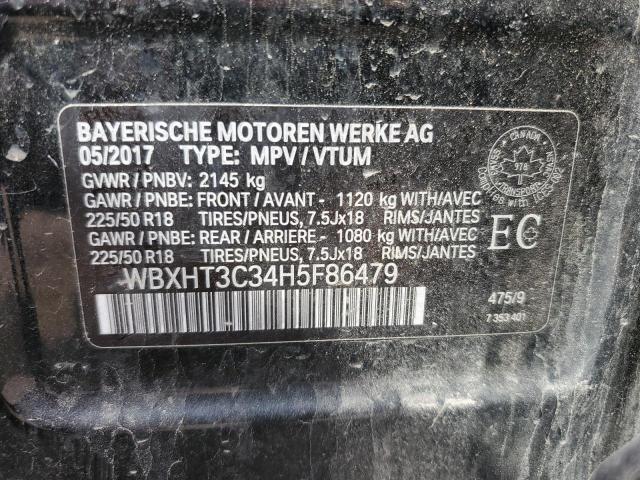 BAYERISCHE MOTOREN WERKE AG
05/2017 TYPE: MPV / VTUM
GVWR / PNBV: 2145 kg
GAWR / PNBE: FRONT / AVANT - 1120 kg WITH/AVEC
225/50 R18 TIRES/PNEUS, 7.5Jx18 RIMS/JANTES
GAWR / PNBE: REAR / ARRIERE - 1080 kg WITH/AVEC
225/50 R18 TIRES/PNEUS, 7.5Jx18 RIMS/JANTES
WBXHT3C34H5F86479
CANADA
EC
475/9
7 353 401